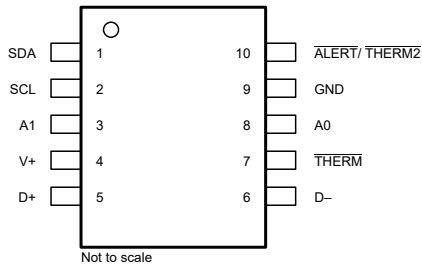 SDA 1 10 ALERT/ THERM2
SCL 2 9 GND
A1 3 8 A0
V+ 4 7 THERM
D+ 5 6 D–
Not to scale